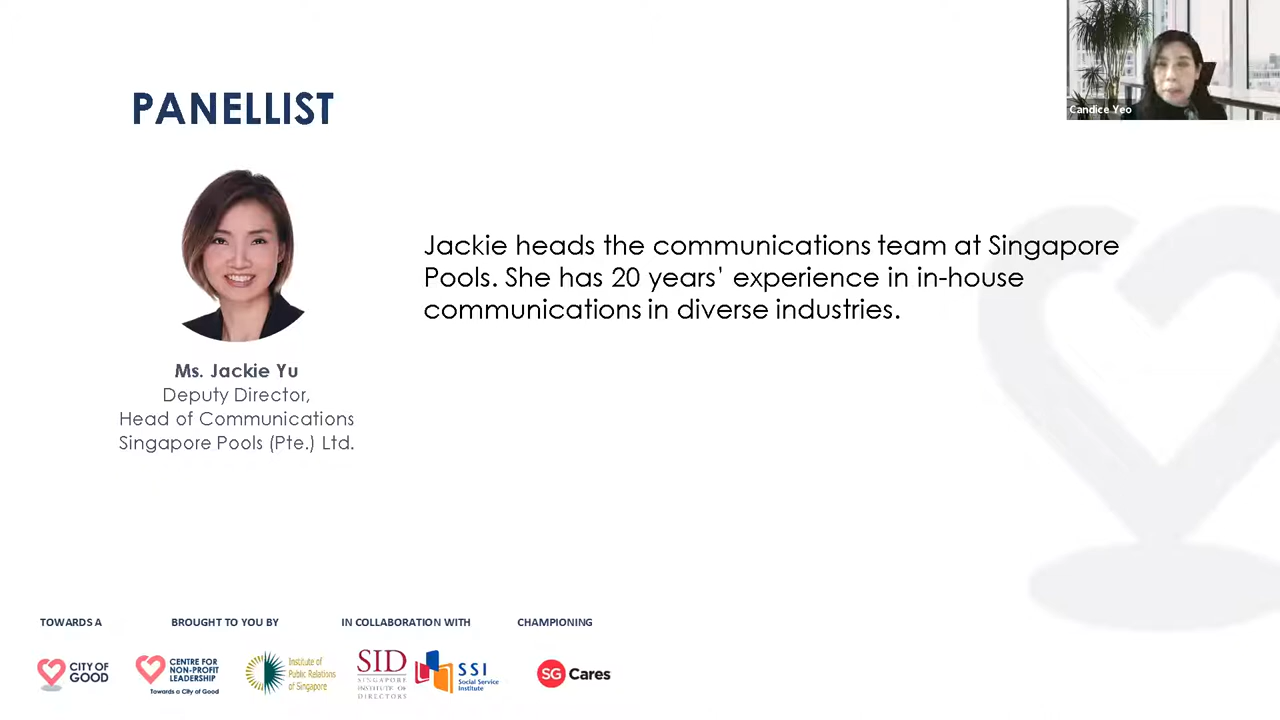 PANELLIST
Candice Yeo
Jackie heads the communications team at Singapore
Pools. She has 20 years' experience in in-house
communications in diverse industries.
Ms. Jackie Yu
Deputy Director,
Head of Communications
Singapore Pools (Pte.) Ltd.
TOWARDS A
BROUGHT TO YOU BY
IN COLLABORATION WITH
CHAMPIONING
CITY OF
GOOD
CENTRE FOR
NON-PROFIT
LEADERSHIP
Towards a City of Good
Institute of
Public Relations
of Singapore
SID
SINGAPORE
INSTITUTE OF
DIRECTORS
SSI
Social Service
Institute
SG Cares